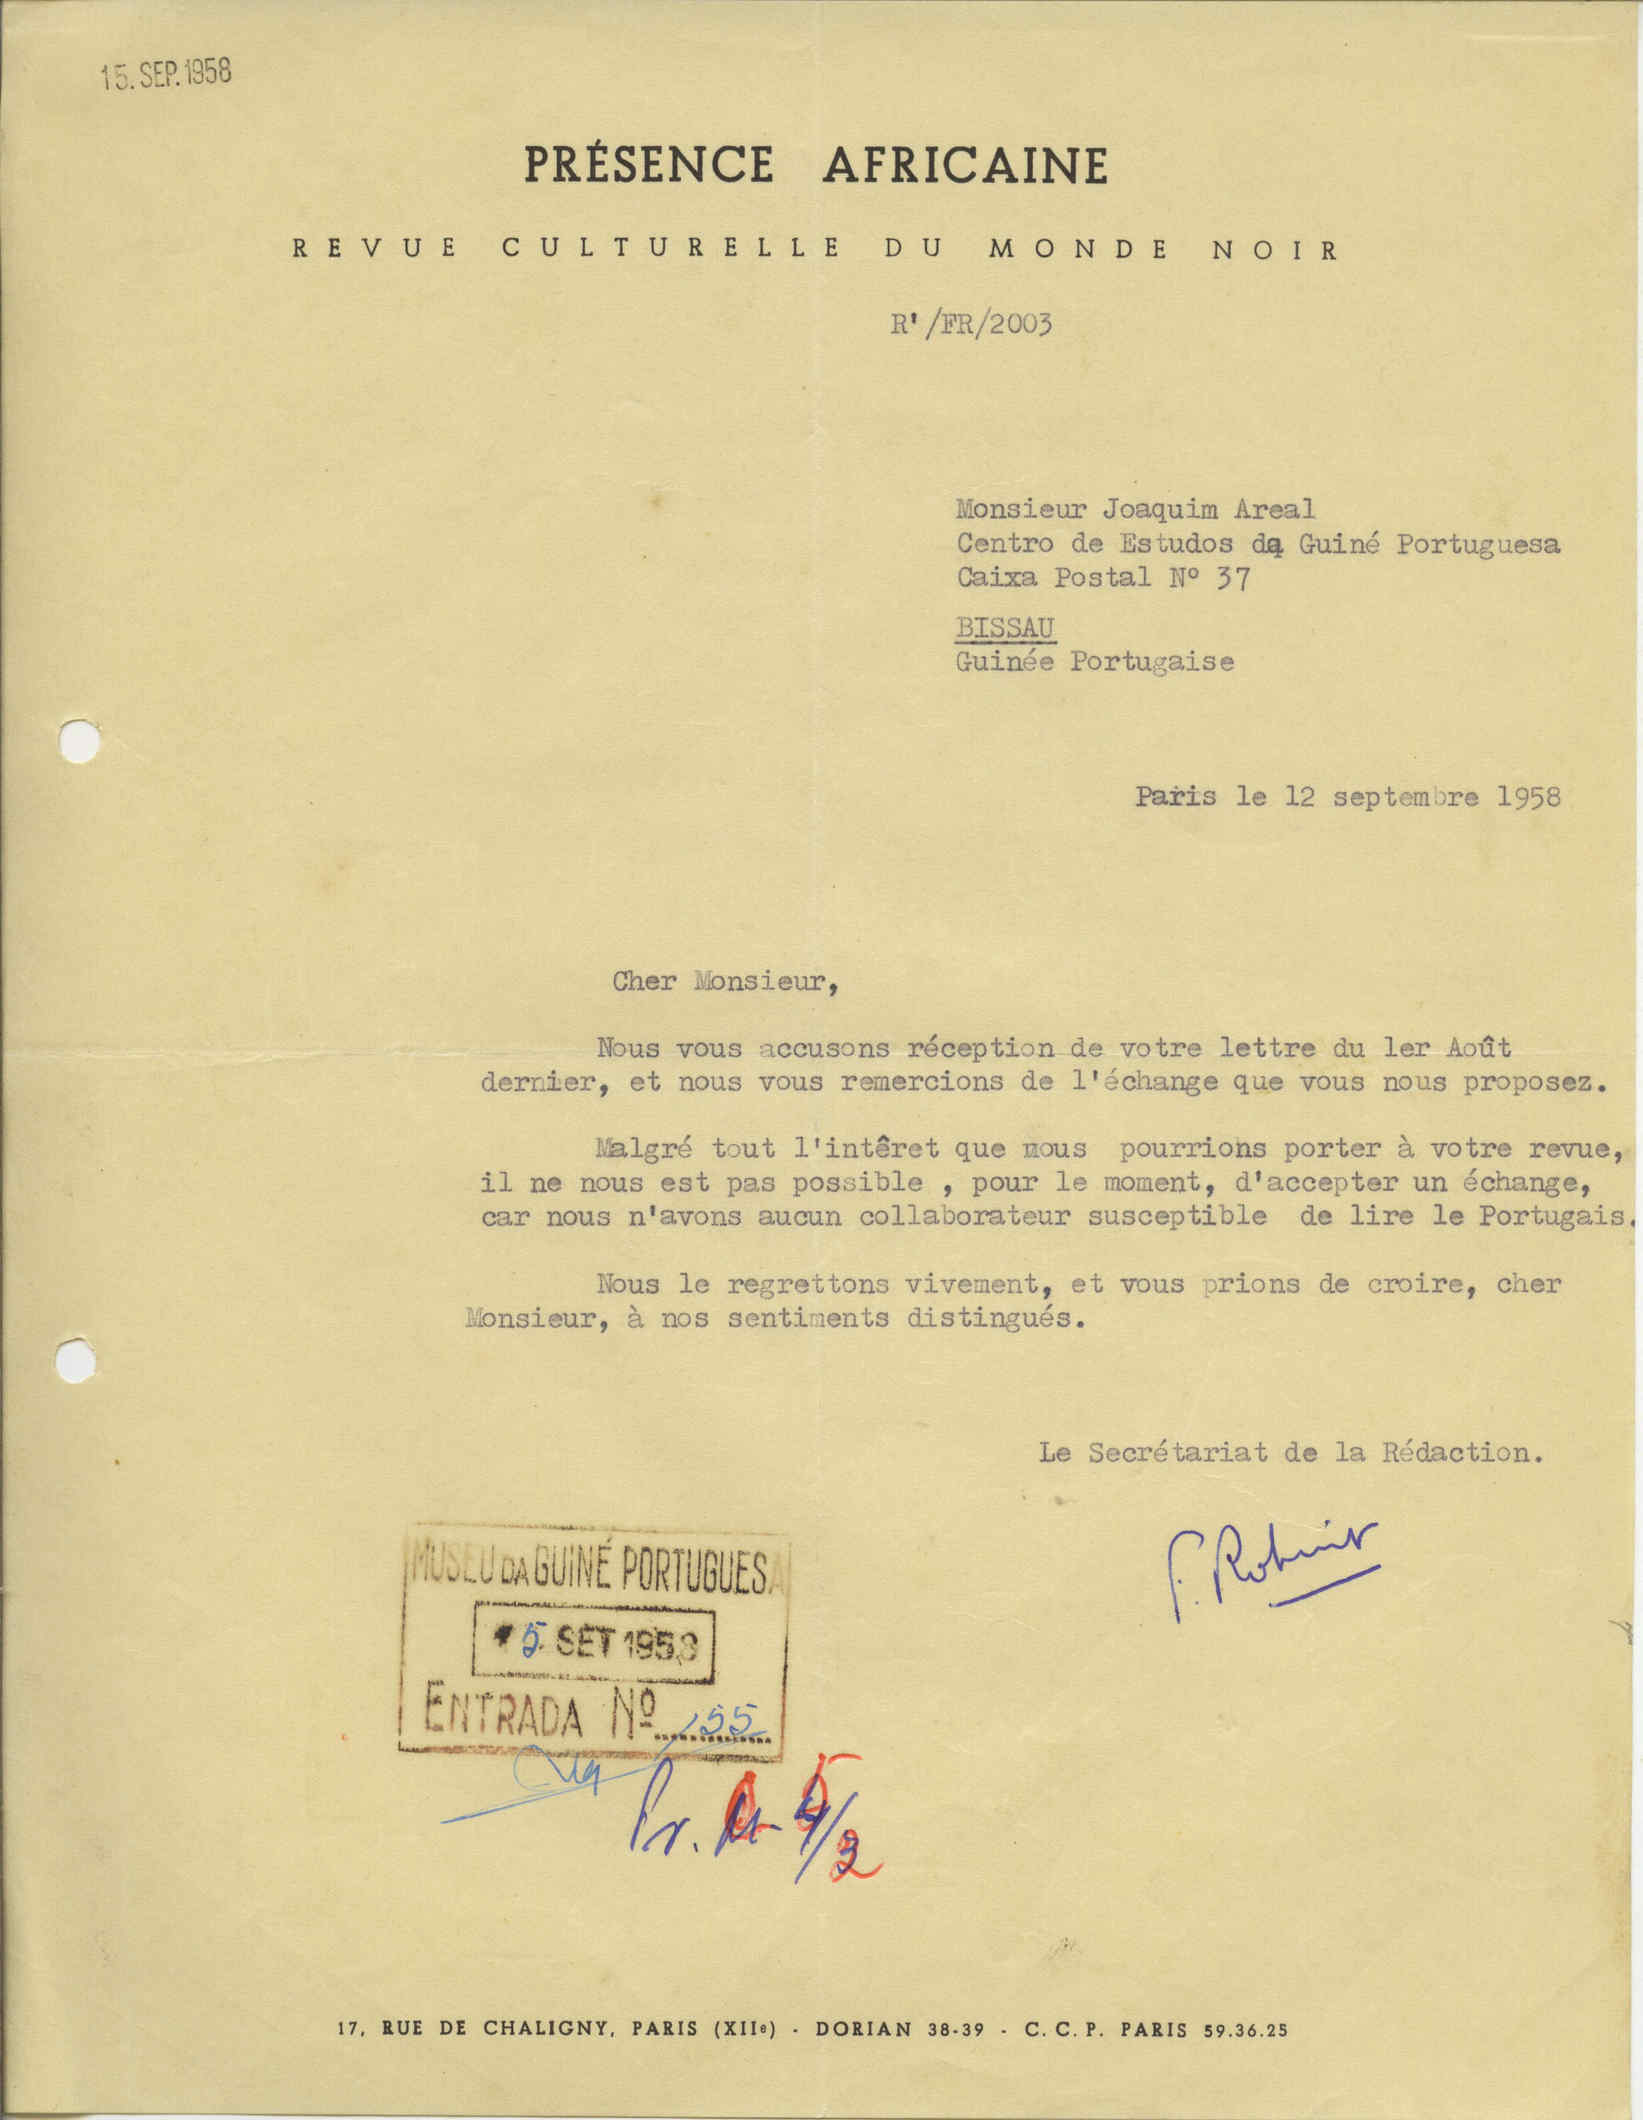 15. SEP. 1958
PRÉSENCE AFRICAINE
REVUE CULTURELLE DU MONDE NOIR
R'/FR/2003
Monsieur Joaquim Areal
Centro de Estudos da Guiné Portuguesa
Caixa Postal Nº 37
BISSAU
Guinée Portugaise
Paris le 12 septembre 1958
Cher Monsieur,
Nous vous accusons réception de votre lettre du 1er Août
dernier, et nous vous remercions de l'échange que vous nous proposez.
Malgré tout l'intêret que nous pourrions porter à votre revue,
il ne nous est pas possible , pour le moment, d'accepter un échange,
car nous n'avons aucun collaborateur susceptible de lire le Portugais.
Nous le regrettons vivement, et vous prions de croire, cher
Monsieur, à nos sentiments distingués.
Le Secrétariat de la Rédaction.
MUSEU DA GUINÉ PORTUGUESA
5. SET 1958
ENTRADA Nº 155
Pr.
17, RUE DE CHALIGNY, PARIS (XIIe) - DORIAN 38-39 - C. C. P. PARIS 59.36.25